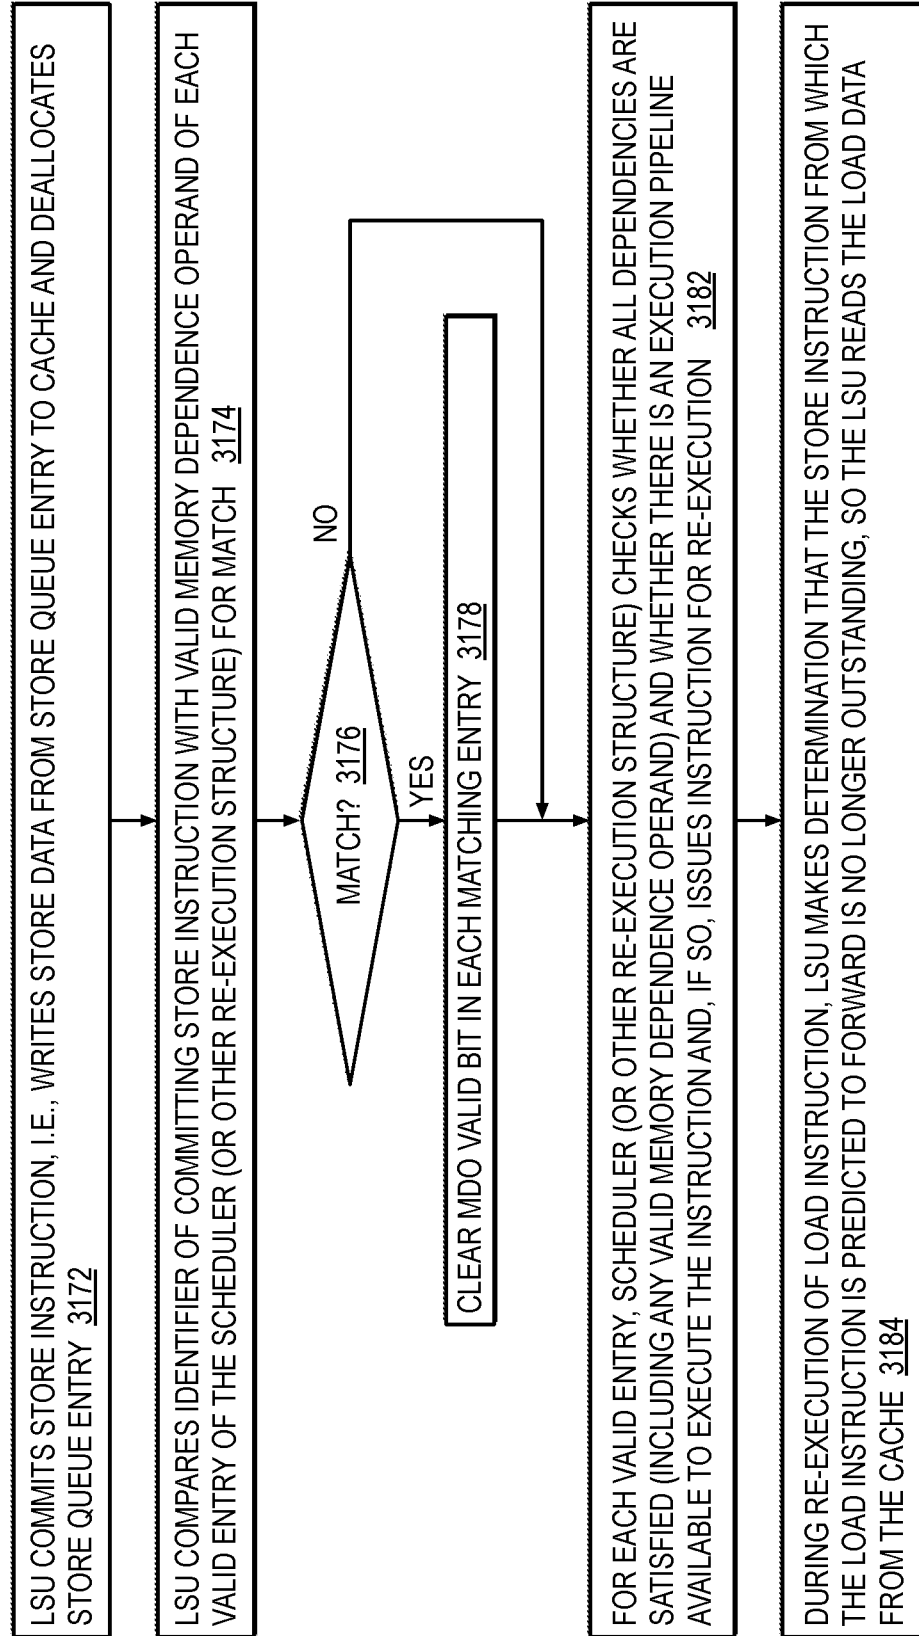 LSU COMMITS STORE INSTRUCTION, I.E., WRITES STORE DATA FROM STORE QUEUE ENTRY TO CACHE AND DEALLOCATES
STORE QUEUE ENTRY 3172
LSU COMPARES IDENTIFIER OF COMMITTING STORE INSTRUCTION WITH VALID MEMORY DEPENDENCE OPERAND OF EACH
VALID ENTRY OF THE SCHEDULER (OR OTHER RE-EXECUTION STRUCTURE) FOR MATCH 3174
MATCH? 3176
NO
YES
CLEAR MDO VALID BIT IN EACH MATCHING ENTRY 3178
FOR EACH VALID ENTRY, SCHEDULER (OR OTHER RE-EXECUTION STRUCTURE) CHECKS WHETHER ALL DEPENDENCIES ARE
SATISFIED (INCLUDING ANY VALID MEMORY DEPENDENCE OPERAND) AND WHETHER THERE IS AN EXECUTION PIPELINE
AVAILABLE TO EXECUTE THE INSTRUCTION AND, IF SO, ISSUES INSTRUCTION FOR RE-EXECUTION 3182
DURING RE-EXECUTION OF LOAD INSTRUCTION, LSU MAKES DETERMINATION THAT THE STORE INSTRUCTION FROM WHICH
THE LOAD INSTRUCTION IS PREDICTED TO FORWARD IS NO LONGER OUTSTANDING, SO THE LSU READS THE LOAD DATA
FROM THE CACHE 3184